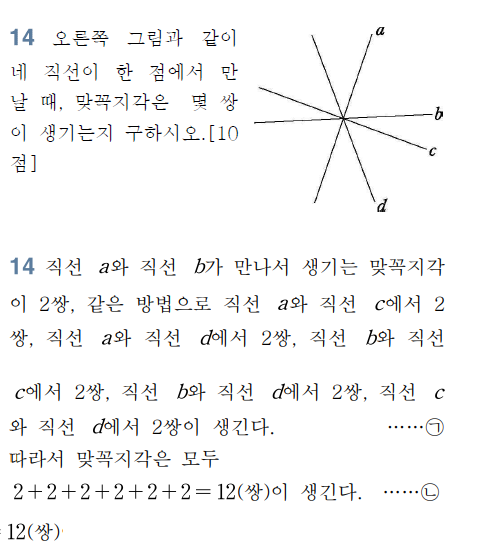 14 오른쪽 그림과 같이
네 직선이 한 점에서 만
날 때, 맞꼭지각은 몇 쌍
이 생기는지 구하시오.[10
점]
a
b
c
d
14 직선 a와 직선 b가 만나서 생기는 맞꼭지각
이 2쌍, 같은 방법으로 직선 a와 직선 c에서 2
쌍, 직선 a와 직선 d에서 2쌍, 직선 b와 직선
c에서 2쌍, 직선 b와 직선 d에서 2쌍, 직선 c
와 직선 d에서 2쌍이 생긴다. ……㉠
따라서 맞꼭지각은 모두
2+2+2+2+2+2=12(쌍)이 생긴다. ……㉡
=12(쌍)